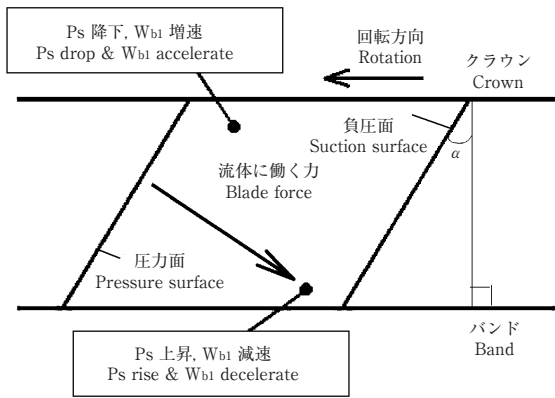 Ps 降下, Wb1 増速
Ps drop & Wb1 accelerate
回転方向
Rotation
クラウン
Crown
負圧面
Suction surface
α
流体に働く力
Blade force
圧力面
Pressure surface
Ps 上昇, Wb1 減速
Ps rise & Wb1 decelerate
バンド
Band